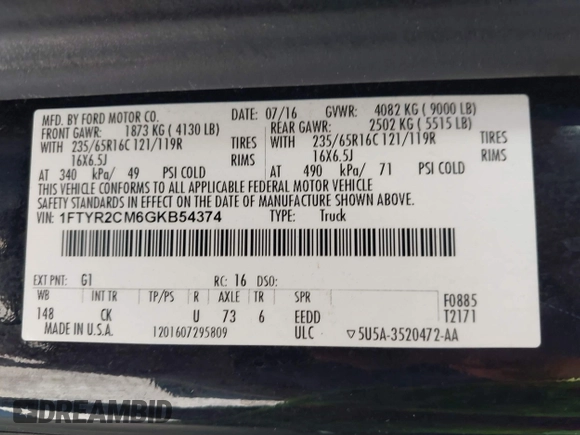 MFD. BY FORD MOTOR CO.
DATE: 07/16 GVWR: 4082 KG ( 9000 LB)
FRONT GAWR: 1873 KG ( 4130 LB) REAR GAWR: 2502 KG ( 5515 LB)
WITH 235/65R16C 121/119R TIRES WITH 235/65R16C 121/119R TIRES
16X6.5J RIMS 16X6.5J RIMS
AT 340 kPa/ 49 PSI COLD AT 490 kPa/ 71 PSI COLD
THIS VEHICLE CONFORMS TO ALL APPLICABLE FEDERAL MOTOR VEHICLE
SAFETY STANDARDS IN EFFECT ON THE DATE OF MANUFACTURE SHOWN ABOVE.
VIN: 1FTYR2CM6GKB54374 TYPE: Truck
EXT PNT: G1 RC: 16 DSO:
WB INT TR TP/PS R AXLE TR SPR F0885
148 CK U 73 6 EEDD T2171
MADE IN U.S.A. 1201607295809 ULC ▽5U5A-3520472-AA
DREAMBID